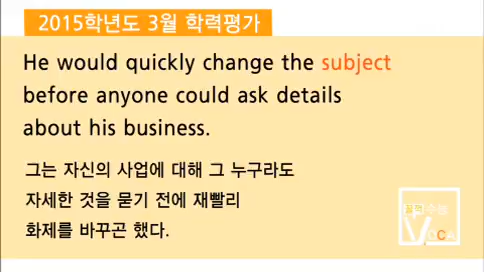 2015학년도 3월 학력평가
He would quickly change the subject
before anyone could ask details
about his business.
그는 자신의 사업에 대해 그 누구라도
자세한 것을 묻기 전에 재빨리
화제를 바꾸곤 했다.
수능
VOCA